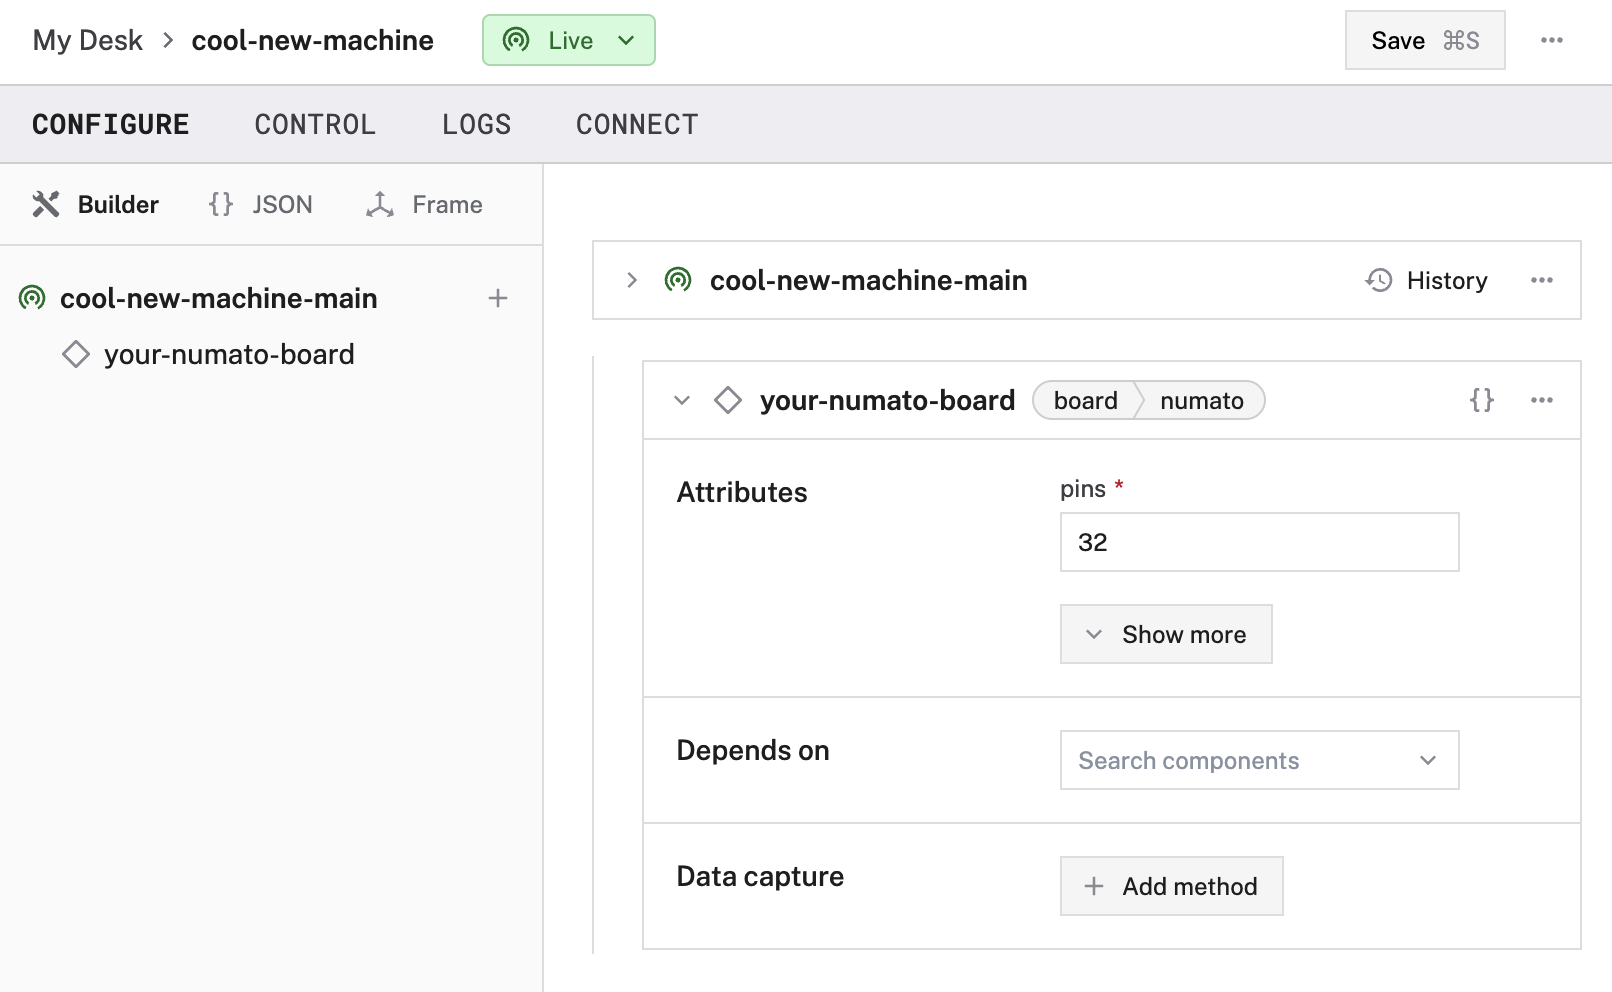 My Desk > cool-new-machine Live Save ⌘S ...
CONFIGURE CONTROL LOGS CONNECT
Builder {} JSON Frame
cool-new-machine-main +
your-numato-board
cool-new-machine-main History ...
your-numato-board board numato {} ...
Attributes
pins *
32
Show more
Depends on
Search components
Data capture
+ Add method